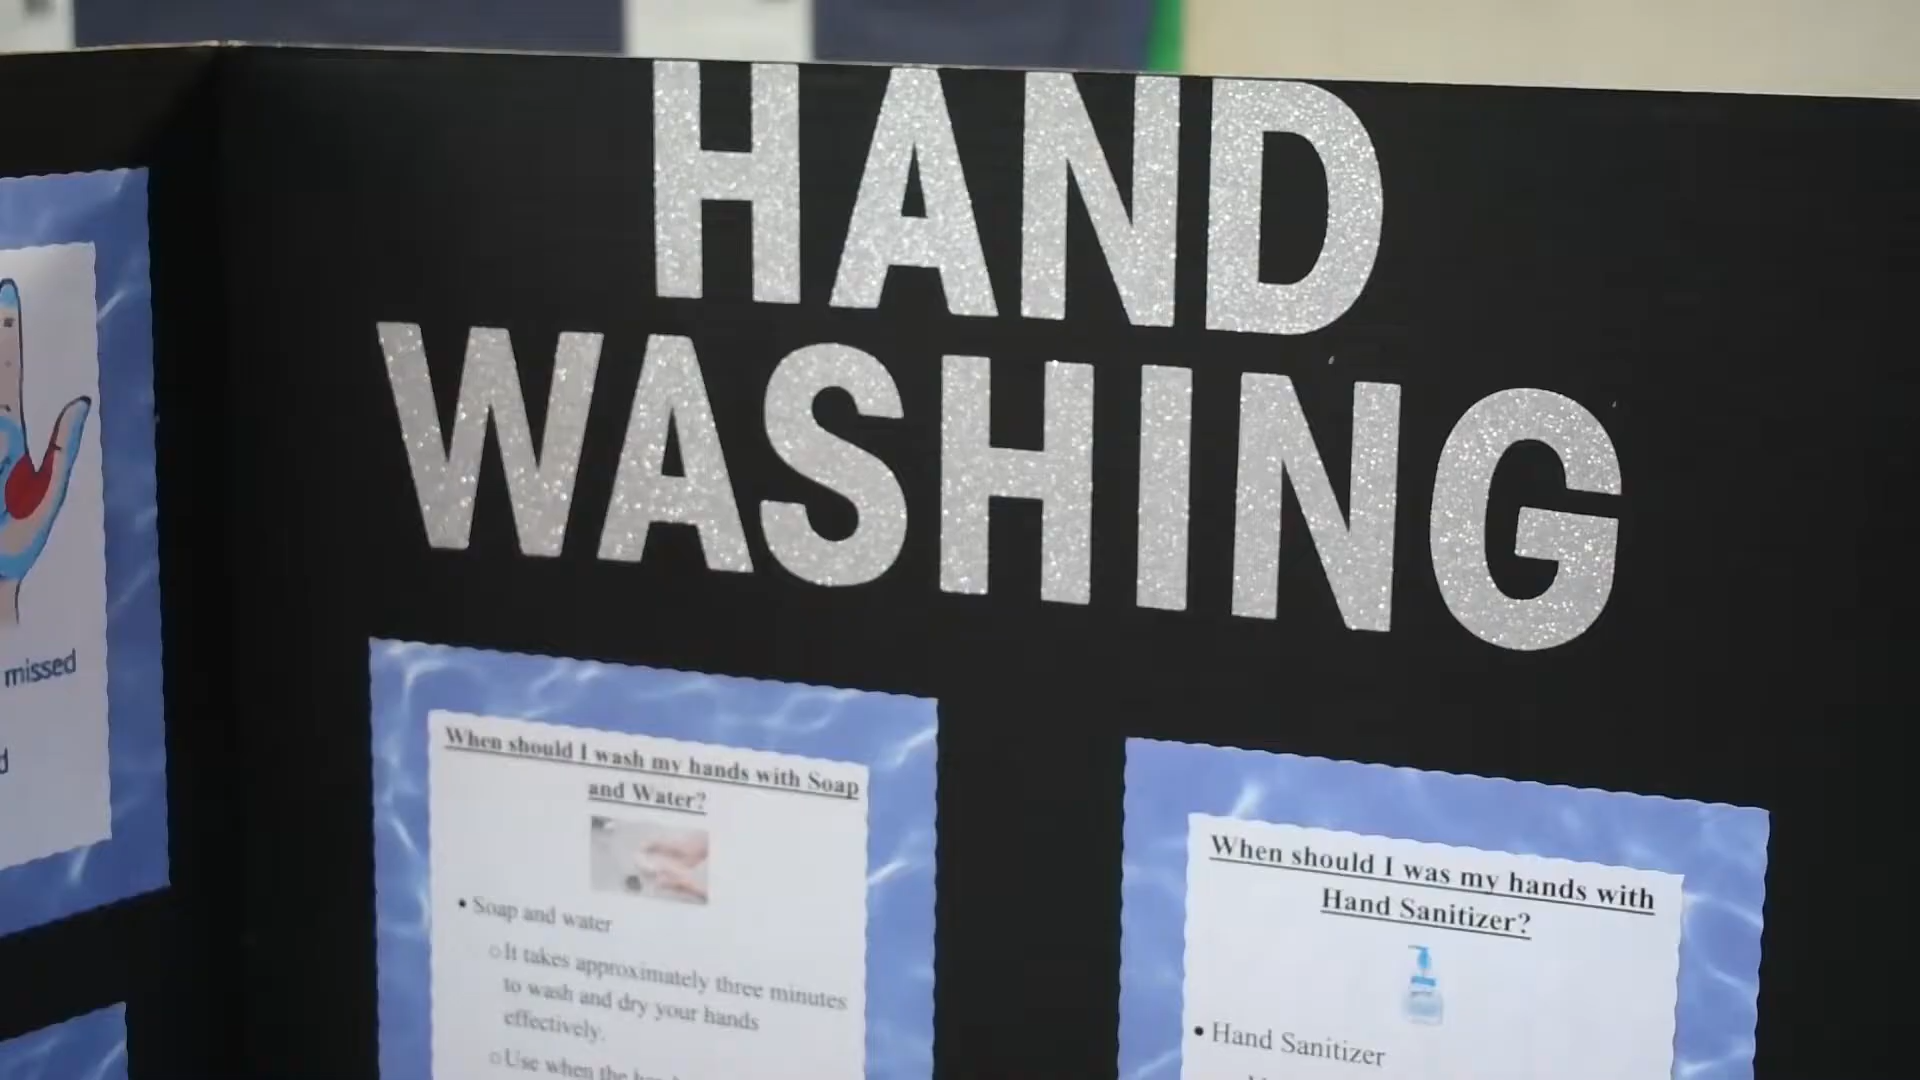 HAND
WASHING
missed
d
When should I wash my hands with Soap
and Water?
• Soap and water
o It takes approximately three minutes
to wash and dry your hands
effectively.
o Use when the
When should I was my hands with
Hand Sanitizer?
• Hand Sanitizer